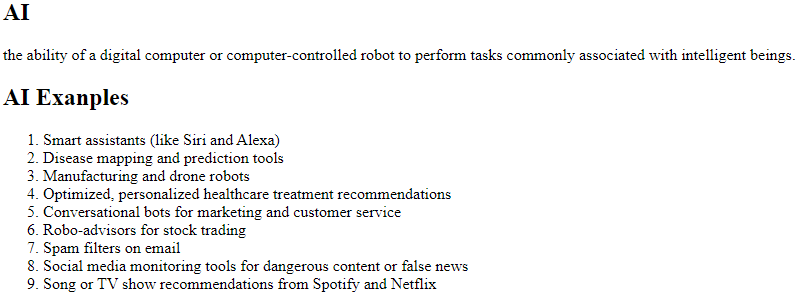 AI
the ability of a digital computer or computer-controlled robot to perform tasks commonly associated with intelligent beings.
AI Exanples
1. Smart assistants (like Siri and Alexa)
2. Disease mapping and prediction tools
3. Manufacturing and drone robots
4. Optimized, personalized healthcare treatment recommendations
5. Conversational bots for marketing and customer service
6. Robo-advisors for stock trading
7. Spam filters on email
8. Social media monitoring tools for dangerous content or false news
9. Song or TV show recommendations from Spotify and Netflix